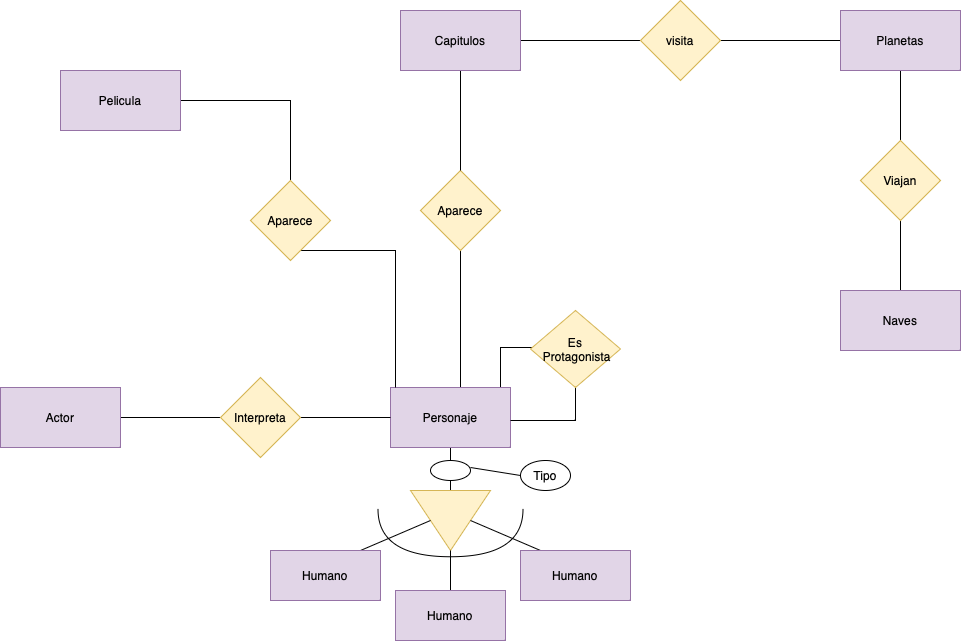 Capitulos
visita
Planetas
Pelicula
Viajan
Aparece
Aparece
Naves
Es
Protagonista
Actor
Interpreta
Personaje
Tipo
Humano
Humano
Humano